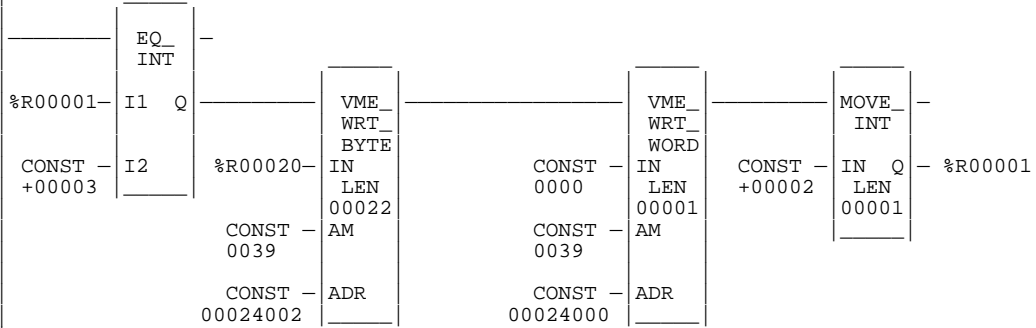 EQ_
INT
%R00001 I1 Q VME_ VME_ MOVE_
WRT_ WRT_ INT
BYTE WORD
CONST I2 %R00020 IN CONST IN CONST IN Q %R00001
+00003 LEN 0000 LEN +00002 LEN
00022 00001 00001
CONST AM CONST AM
0039 0039
CONST ADR CONST ADR
00024002 00024000